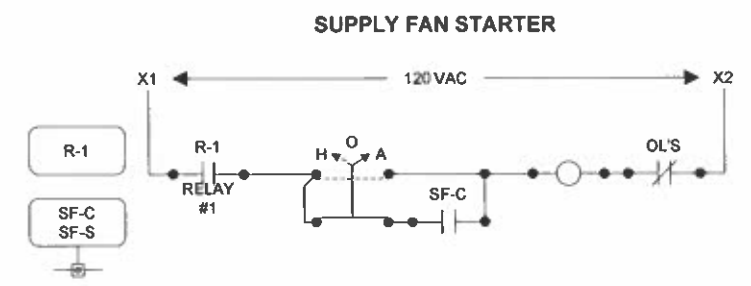 SUPPLY FAN STARTER
X1
120 VAC
X2
R-1
R-1
RELAY
#1
H
O
A
SF-C
OL'S
SF-C
SF-S